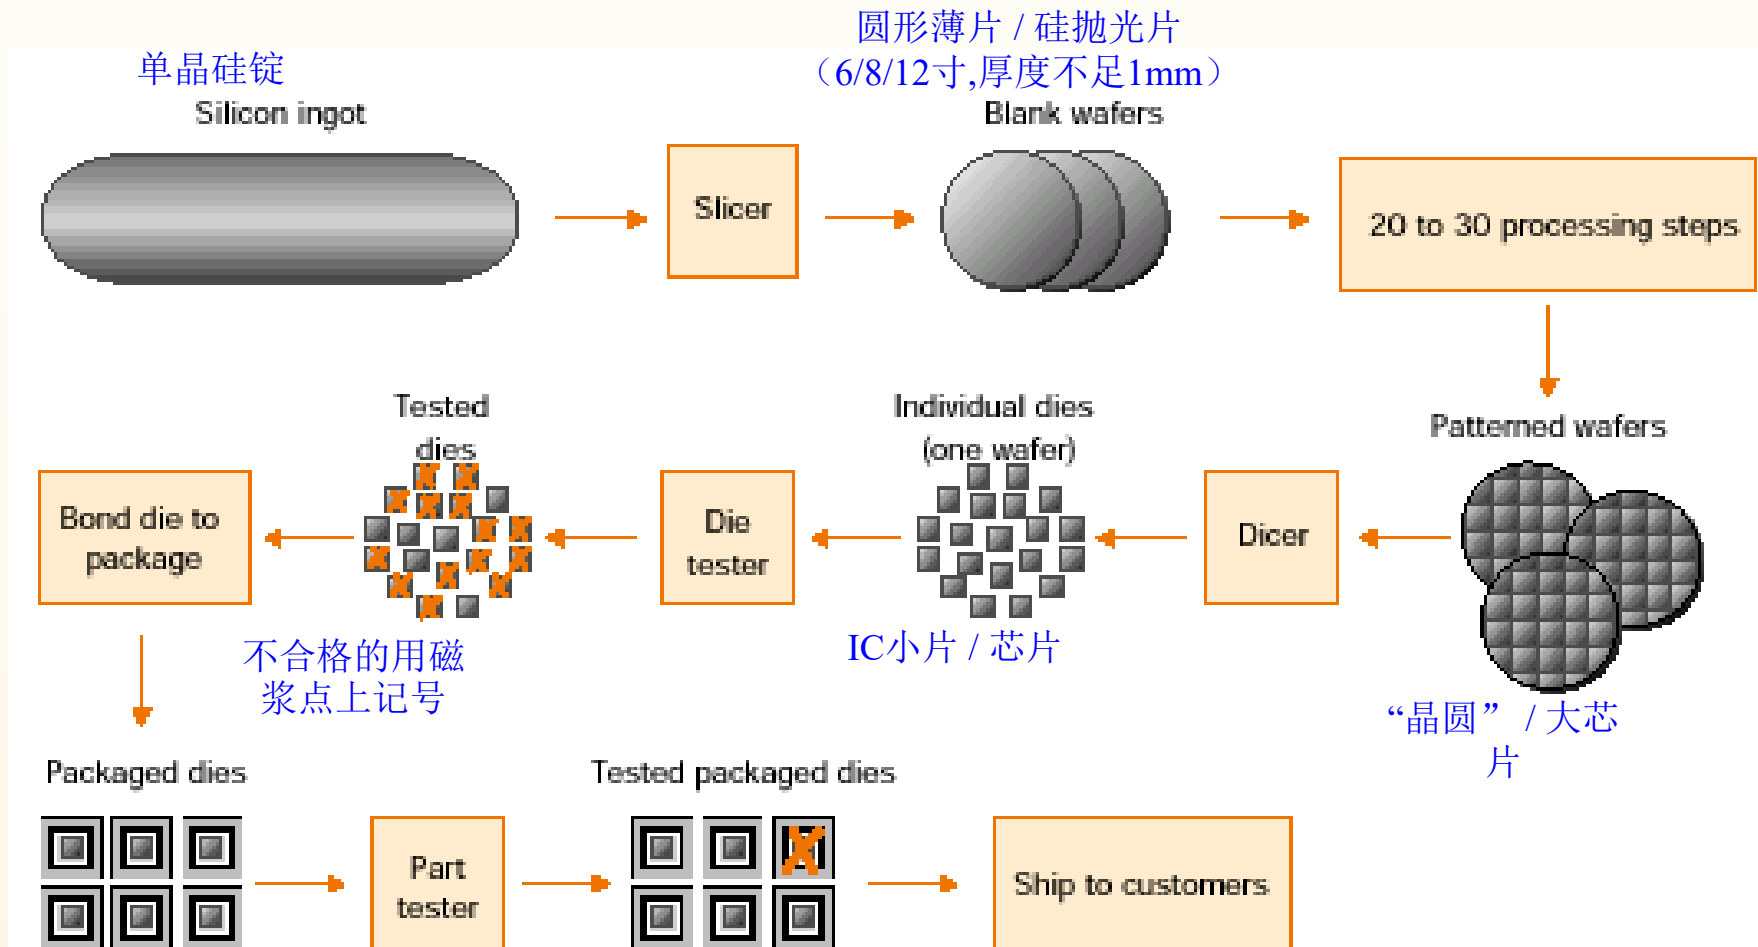 圆形薄片 / 硅抛光片
单晶硅锭
（6/8/12寸,厚度不足1mm）
Silicon ingot
Blank wafers
Slicer
20 to 30 processing steps
Tested
dies
Individual dies
(one wafer)
Patterned wafers
Bond die to
package
Die
tester
Dicer
不合格的用磁
浆点上记号
IC小片 / 芯片
“晶圆” / 大芯
片
Packaged dies
Tested packaged dies
Part
tester
Ship to customers